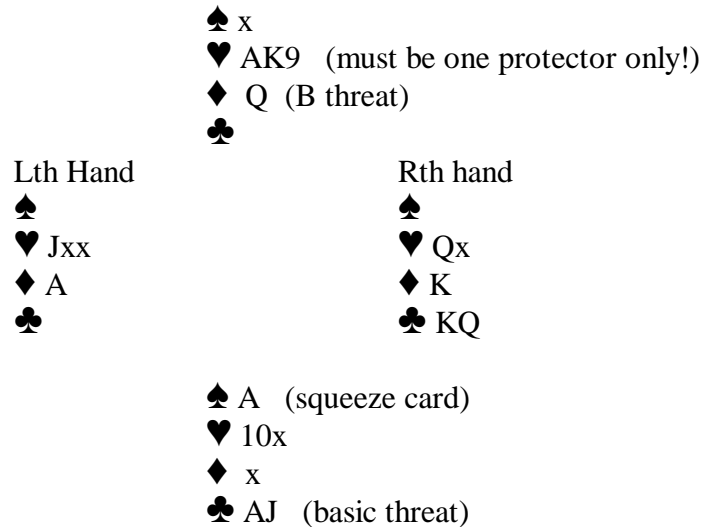 ♠ x
♥ AK9 (must be one protector only!)
♦ Q (B threat)
♣
Lth Hand Rth hand
♠ ♠
♥ Jxx ♥ Qx
♦ A ♦ K
♣ ♣ KQ
♠ A (squeeze card)
♥ 10x
♦ x
♣ AJ (basic threat)